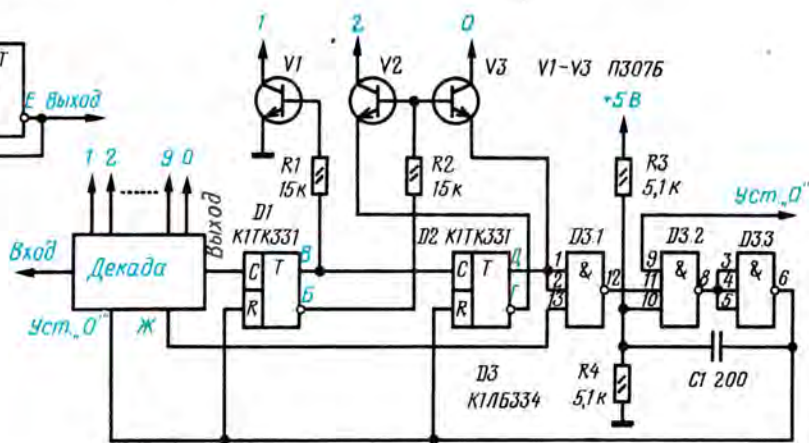 1 2 0
Т V1 V2 V3 V1–V3 П307Б
Е Выход +5 В
1 2 ...... 9 0 R1 15к R2 15к R3 5,1к
Выход Уст.„0"
Вход Декада D1 К1ТК331 D2 К1ТК331 D3.1 D3.2 D3.3
C T В C T Д 1 2 13 & 12 9 11 10 & 8 3 4 5 & 6
R Б R Г
Уст.„0" Ж
D3 К1ЛБ334 R4 5,1к C1 200